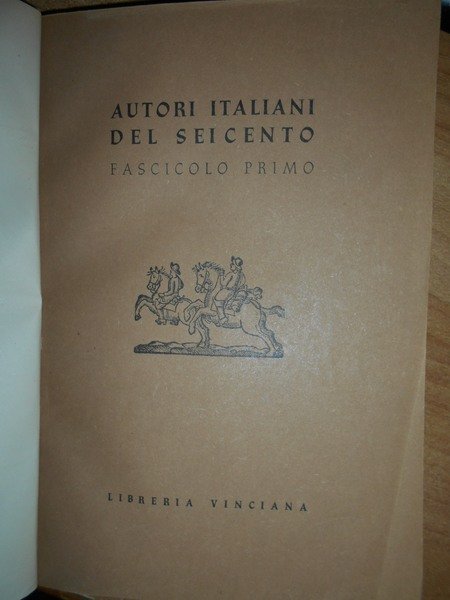 AUTORI ITALIANI
DEL SEICENTO
FASCICOLO PRIMO
LIBRERIA VINCIANA